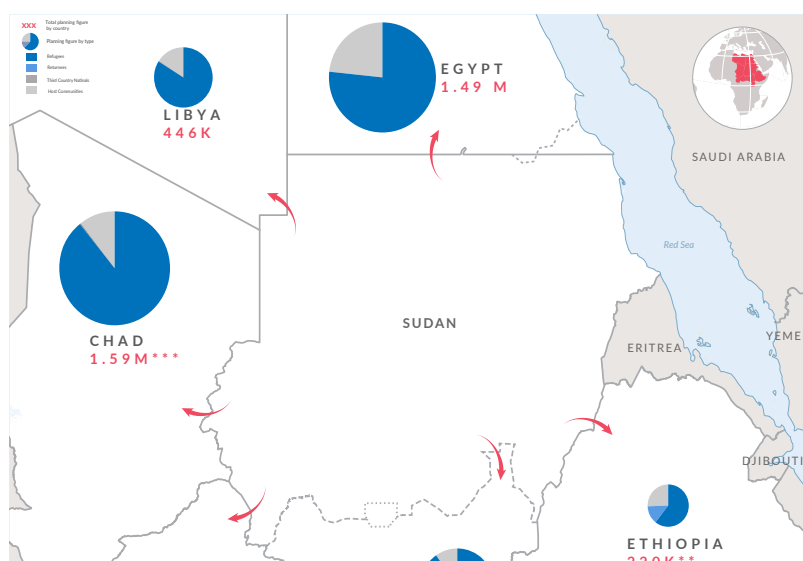 xxx Total planning figure
by country
Planning figure by type
Refugees
Returnees
Third Country Nationals
Host Communities
LIBYA
446K
EGYPT
1.49 M
SAUDI ARABIA
Red Sea
CHAD
1.59M***
SUDAN
ERITREA
YEME
DJIBOUTI
ETHIOPIA